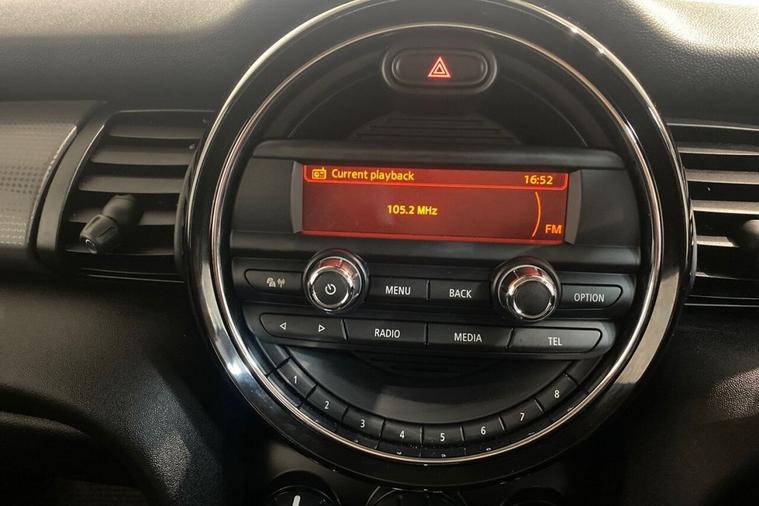 Current playback 16:52
105.2 MHz
FM
MENU BACK OPTION
RADIO MEDIA TEL
1 2 3 4 5 6 7 8